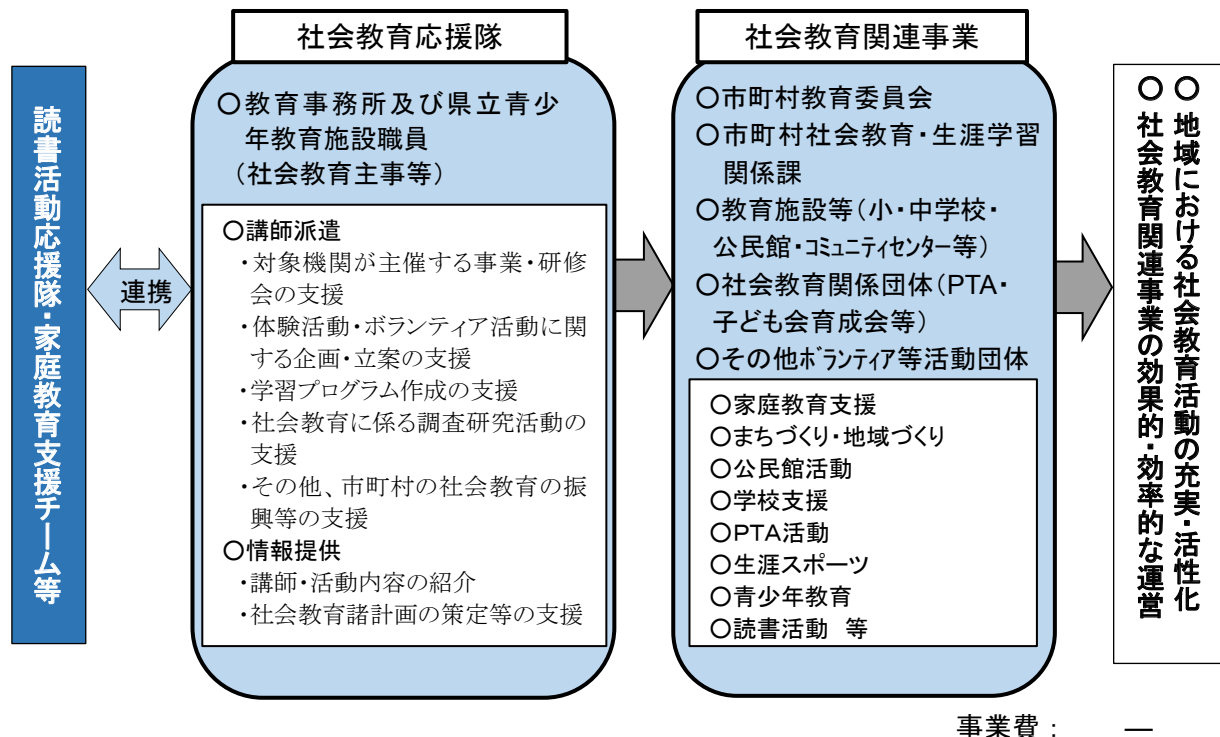 社会教育応援隊
社会教育関連事業
読書活動応援隊・家庭教育支援チーム等
連携
○教育事務所及び県立青少
年教育施設職員
（社会教育主事等）
○講師派遣
・対象機関が主催する事業・研修
会の支援
・体験活動・ボランティア活動に関
する企画・立案の支援
・学習プログラム作成の支援
・社会教育に係る調査研究活動の
支援
・その他、市町村の社会教育の振
興等の支援
○情報提供
・講師・活動内容の紹介
・社会教育諸計画の策定等の支援
○市町村教育委員会
○市町村社会教育・生涯学習
関係課
○教育施設等（小・中学校・
公民館・ｺﾐｭﾆﾃｨｾﾝﾀｰ等）
○社会教育関係団体（PTA・
子ども会育成会等）
○その他ﾎﾞﾗﾝﾃｨｱ等活動団体
○家庭教育支援
○まちづくり・地域づくり
○公民館活動
○学校支援
○PTA活動
○生涯スポーツ
○青少年教育
○読書活動　等
○地域における社会教育活動の充実・活性化
○社会教育関連事業の効果的・効率的な運営
事業費：　　―